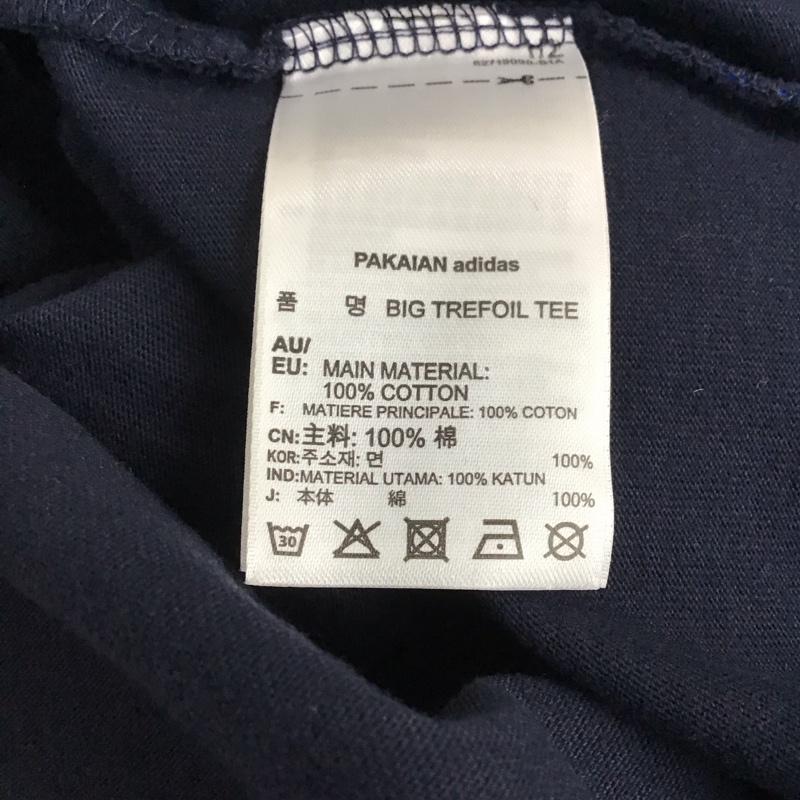 PAKAIAN adidas
품 명 BIG TREFOIL TEE
AU/
EU: MAIN MATERIAL:
100% COTTON
F: MATIERE PRINCIPALE: 100% COTON
CN:主料: 100% 棉
KOR:주소재: 면 100%
IND:MATERIAL UTAMA: 100% KATUN
J: 本体 綿 100%
30